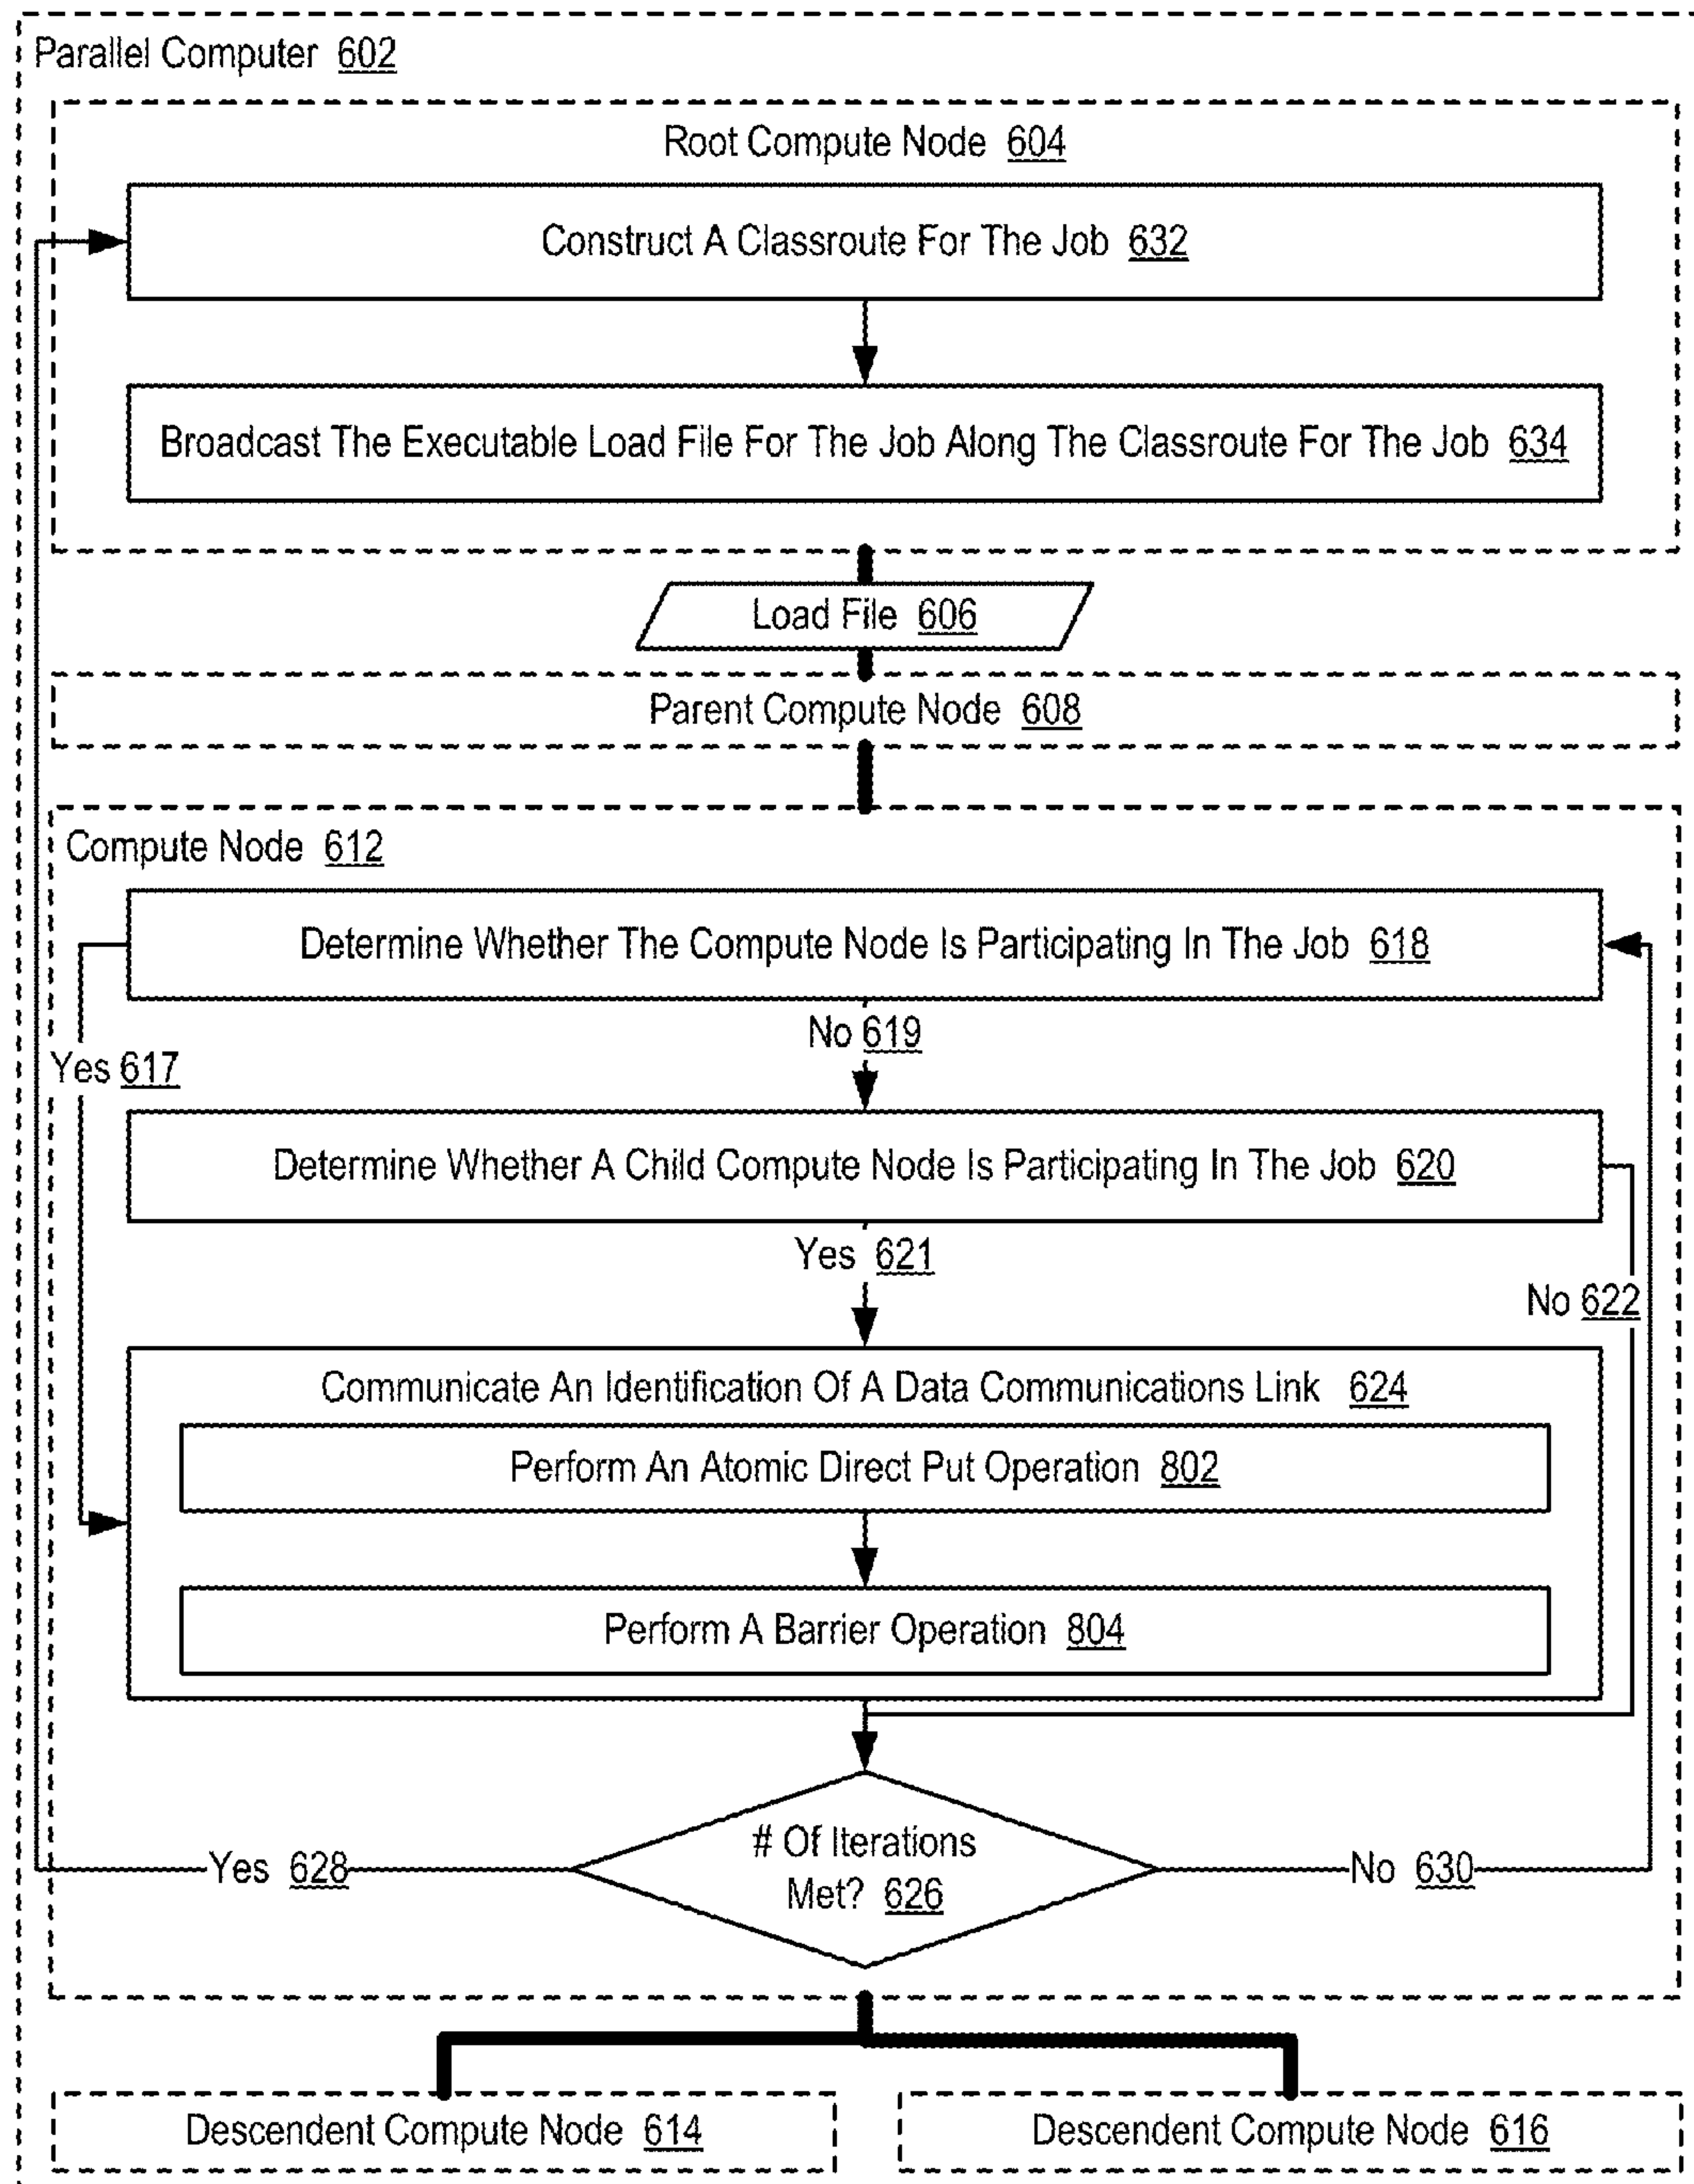 Parallel Computer 602
Root Compute Node 604
Construct A Classroute For The Job 632
Broadcast The Executable Load File For The Job Along The Classroute For The Job 634
Load File 606
Parent Compute Node 608
Compute Node 612
Determine Whether The Compute Node Is Participating In The Job 618
No 619
Yes 617
Determine Whether A Child Compute Node Is Participating In The Job 620
Yes 621
No 622
Communicate An Identification Of A Data Communications Link 624
Perform An Atomic Direct Put Operation 802
Perform A Barrier Operation 804
# Of Iterations
Met? 626
Yes 628
No 630
Descendent Compute Node 614
Descendent Compute Node 616